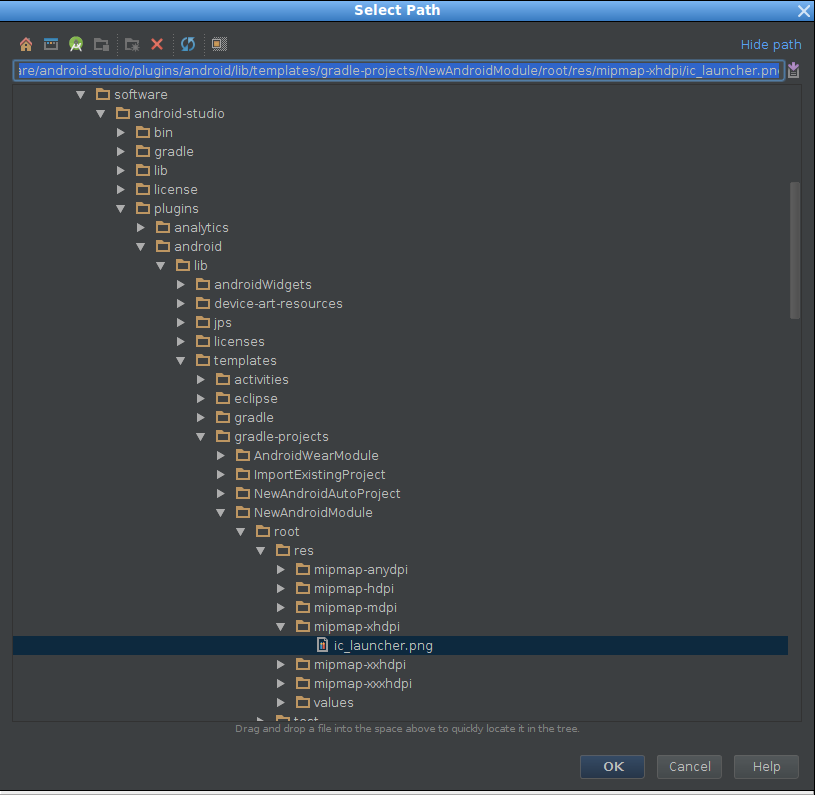 Select Path
Hide path
are/android-studio/plugins/android/lib/templates/gradle-projects/NewAndroidModule/root/res/mipmap-xhdpi/ic_launcher.png
software
android-studio
bin
gradle
lib
license
plugins
analytics
android
lib
androidWidgets
device-art-resources
jps
licenses
templates
activities
eclipse
gradle
gradle-projects
AndroidWearModule
ImportExistingProject
NewAndroidAutoProject
NewAndroidModule
root
res
mipmap-anydpi
mipmap-hdpi
mipmap-mdpi
mipmap-xhdpi
ic_launcher.png
mipmap-xxhdpi
mipmap-xxxhdpi
values
test
Drag and drop a file into the space above to quickly locate it in the tree.
OK Cancel Help